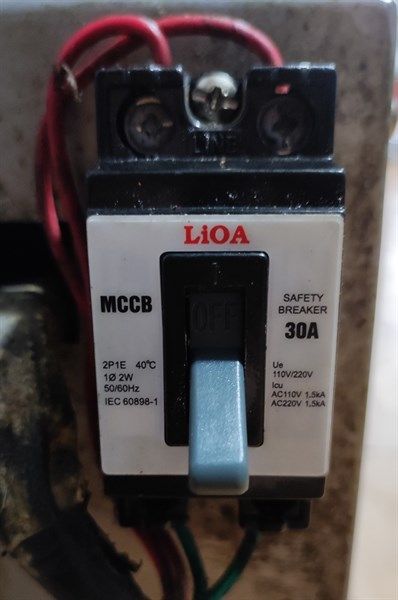 LINE
LiOA
MCCB
SAFETY
BREAKER
30A
OFF
2P1E 40℃
1Ø 2W
50/60Hz
IEC 60898-1
Ue
110V/220V
Icu
AC110V 1.5kA
AC220V 1.5kA